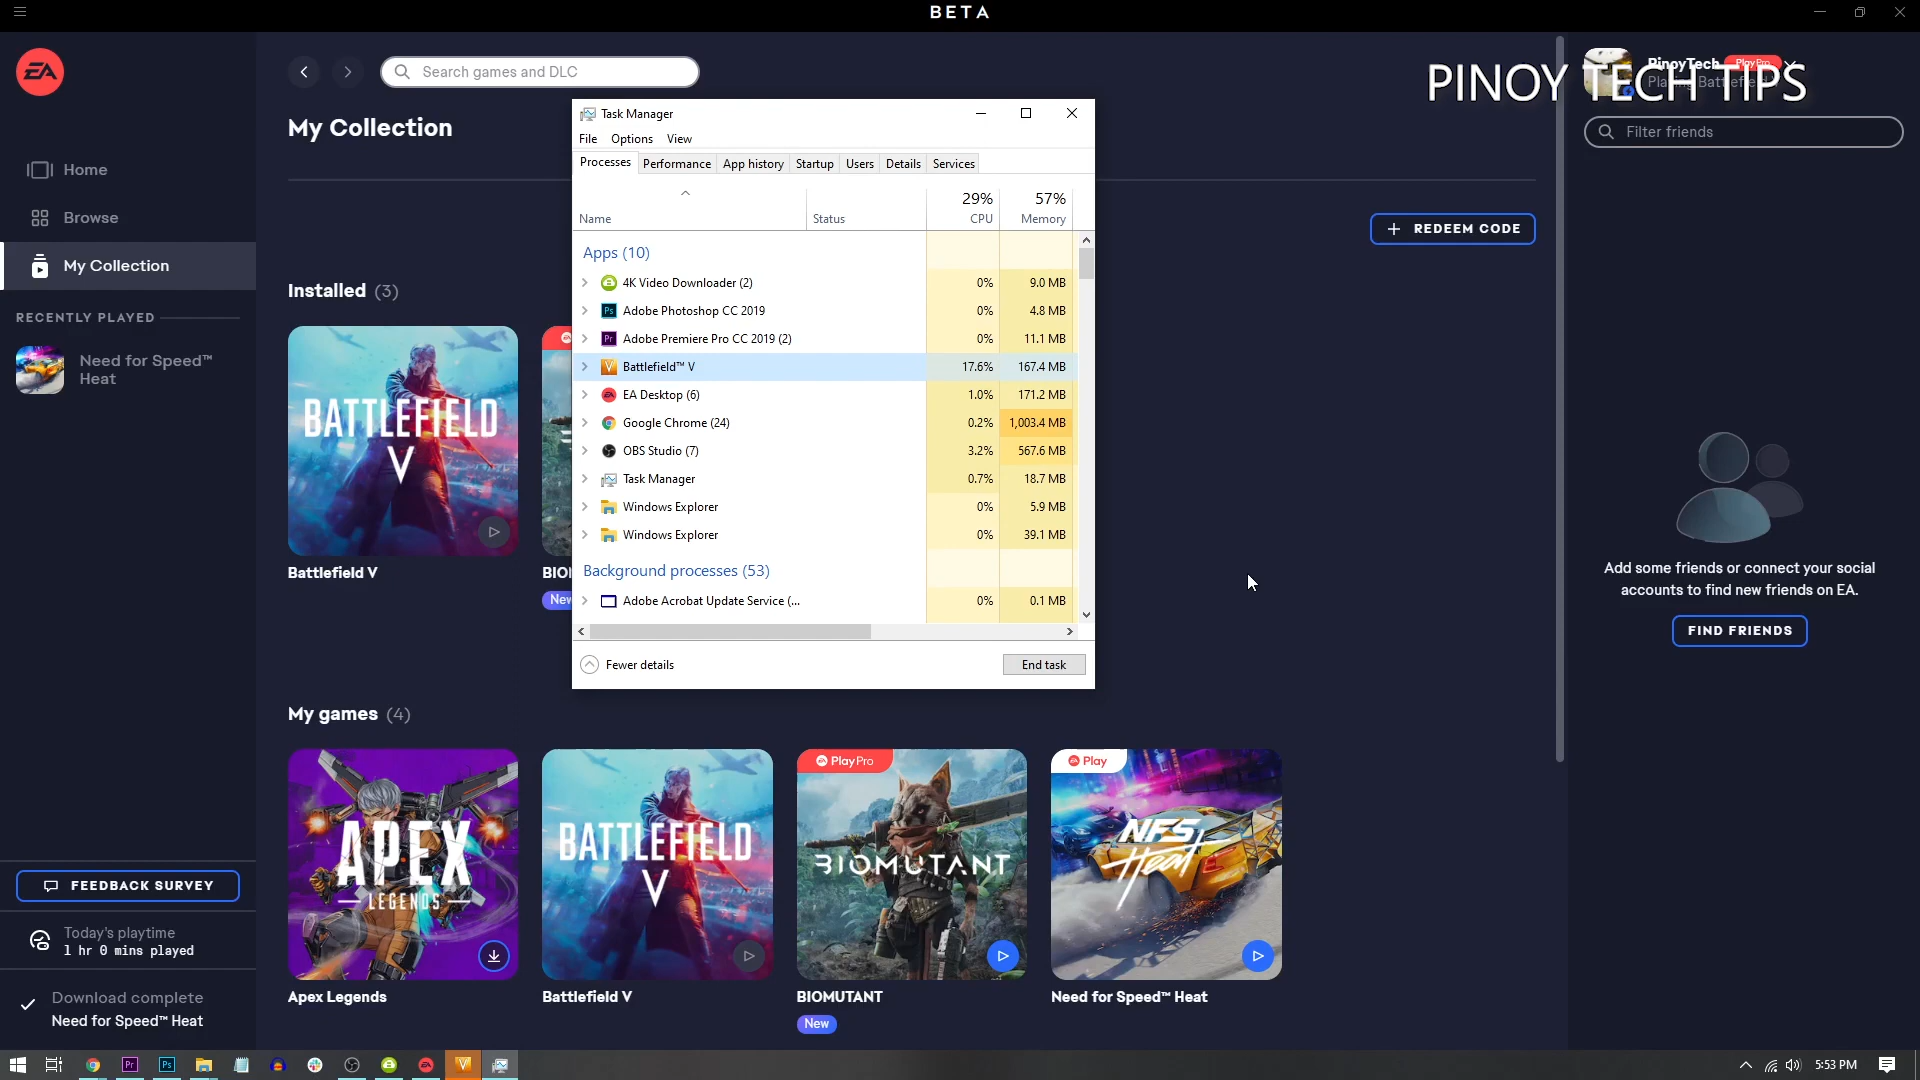 BETA
EA
Search games and DLC
PinoyTech
Play Pro
PINOY TECH TIPS
My Collection
Filter friends
Home
Browse
My Collection
RECENTLY PLAYED
Need for Speed™
Heat
REDEEM CODE
Installed (3)
BATTLEFIELD
V
Battlefield V
New
Task Manager
File Options View
Processes Performance App history Startup Users Details Services
29% 57%
Name Status CPU Memory
Apps (10)
4K Video Downloader (2) 0% 9.0 MB
Adobe Photoshop CC 2019 0% 4.8 MB
Adobe Premiere Pro CC 2019 (2) 0% 11.1 MB
Battlefield™ V 17.6% 167.4 MB
EA Desktop (6) 1.0% 171.2 MB
Google Chrome (24) 0.2% 1,003.4 MB
OBS Studio (7) 3.2% 567.6 MB
Task Manager 0.7% 18.7 MB
Windows Explorer 0% 5.9 MB
Windows Explorer 0% 39.1 MB
Background processes (53)
Adobe Acrobat Update Service (... 0% 0.1 MB
Fewer details End task
Add some friends or connect your social
accounts to find new friends on EA.
FIND FRIENDS
My games (4)
APEX
LEGENDS
Apex Legends
BATTLEFIELD
V
Battlefield V
Play Pro
BIOMUTANT
BIOMUTANT
New
Play
NFS
Heat
Need for Speed™ Heat
FEEDBACK SURVEY
Today's playtime
1 hr 0 mins played
Download complete
Need for Speed™ Heat
Pr
Ps
V
5:53 PM